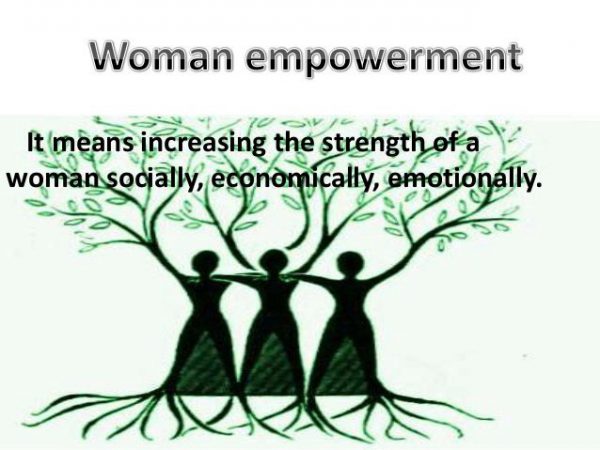 Woman empowerment
It means increasing the strength of a
woman socially, economically, emotionally.